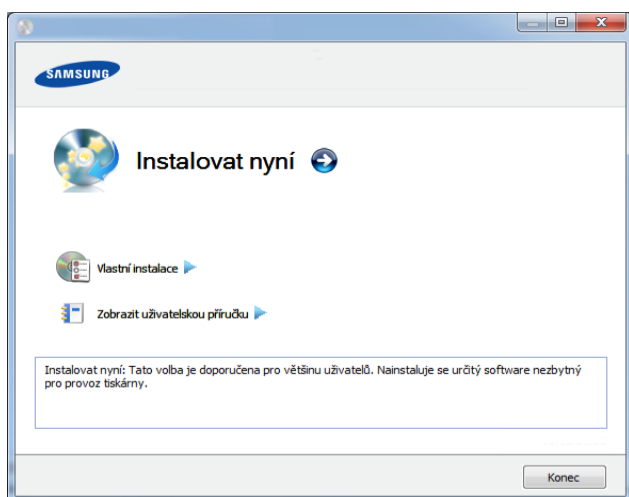 SAMSUNG
Instalovat nyní
Vlastní instalace
Zobrazit uživatelskou příručku
Instalovat nyní: Tato volba je doporučena pro většinu uživatelů. Nainstaluje se určitý software nezbytný
pro provoz tiskárny.
Konec